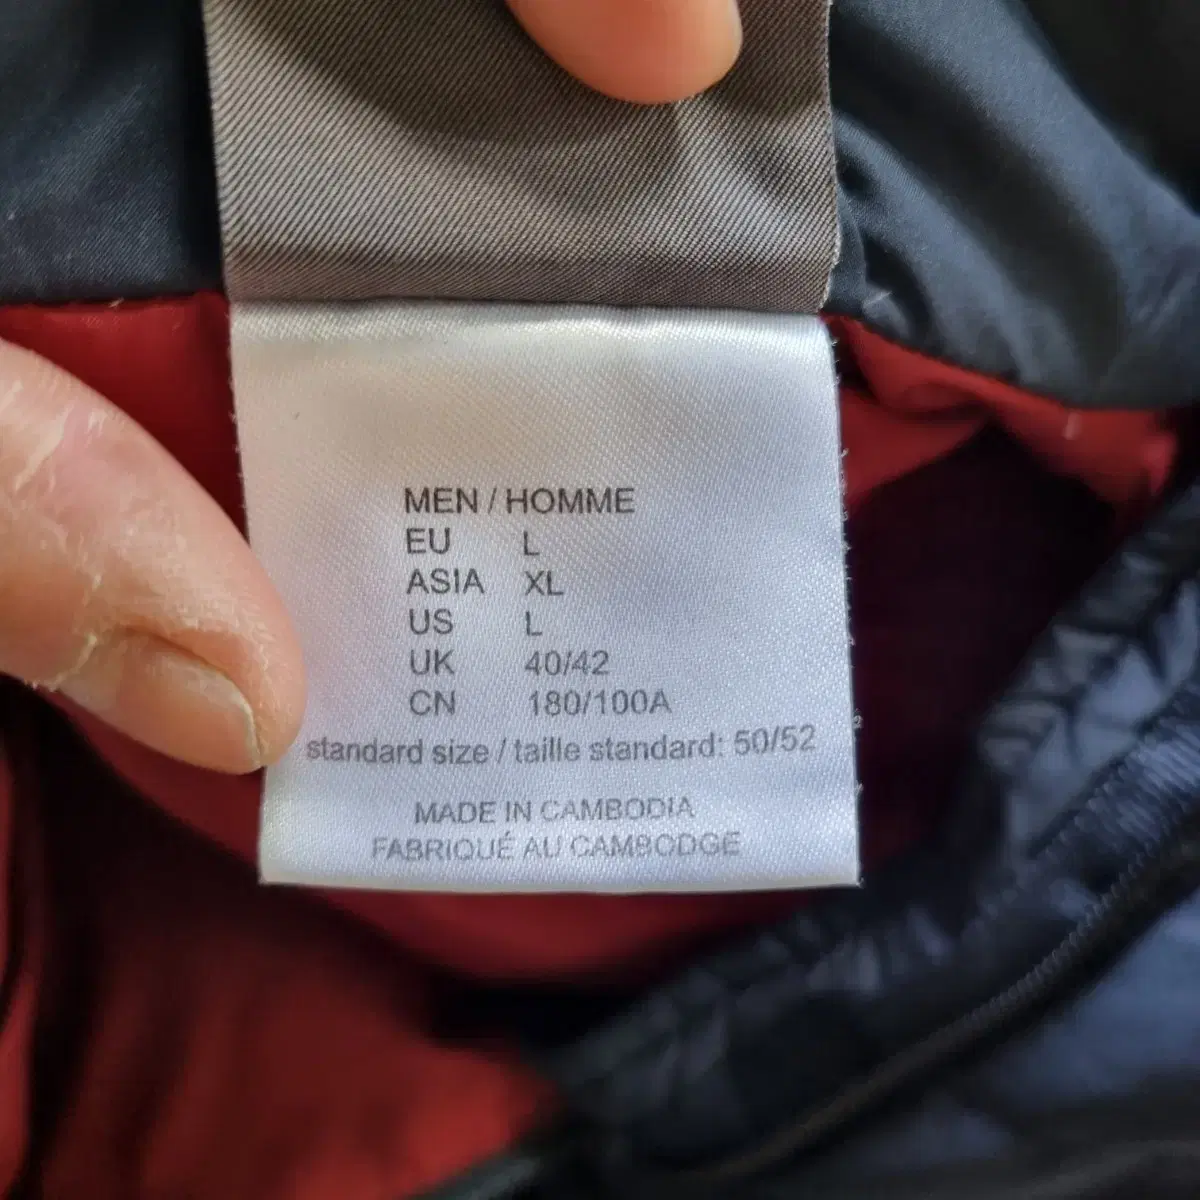 MEN / HOMME
EU L
ASIA XL
US L
UK 40/42
CN 180/100A
standard size / taille standard: 50/52
MADE IN CAMBODIA
FABRIQUÉ AU CAMBODGE